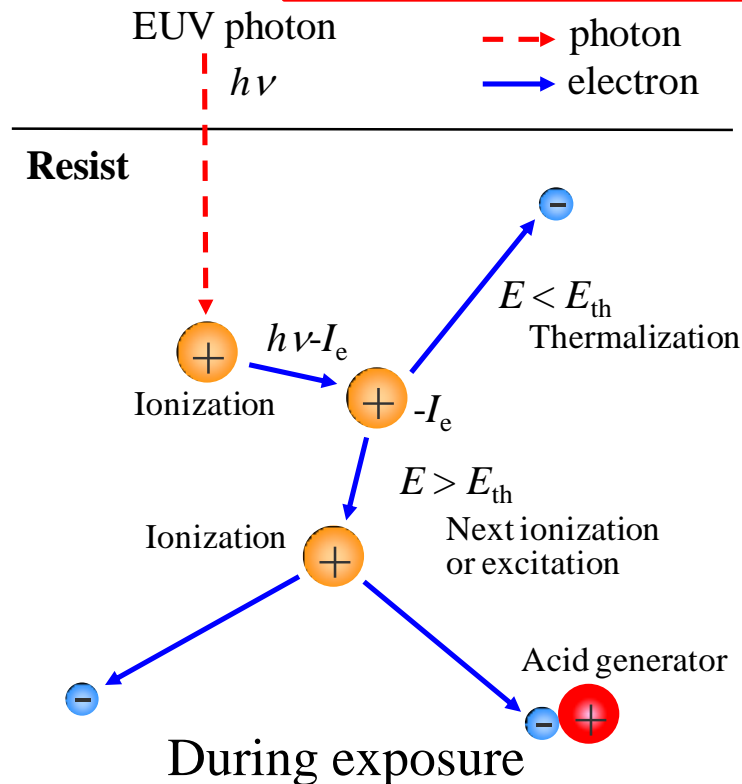 EUV photon
photon
hν
electron
Resist
-
E < Eth
Thermalization
hν-Ie
+
Ionization
+
-Ie
E > Eth
Ionization
Next ionization
or excitation
+
Acid generator
-
-
+
During exposure